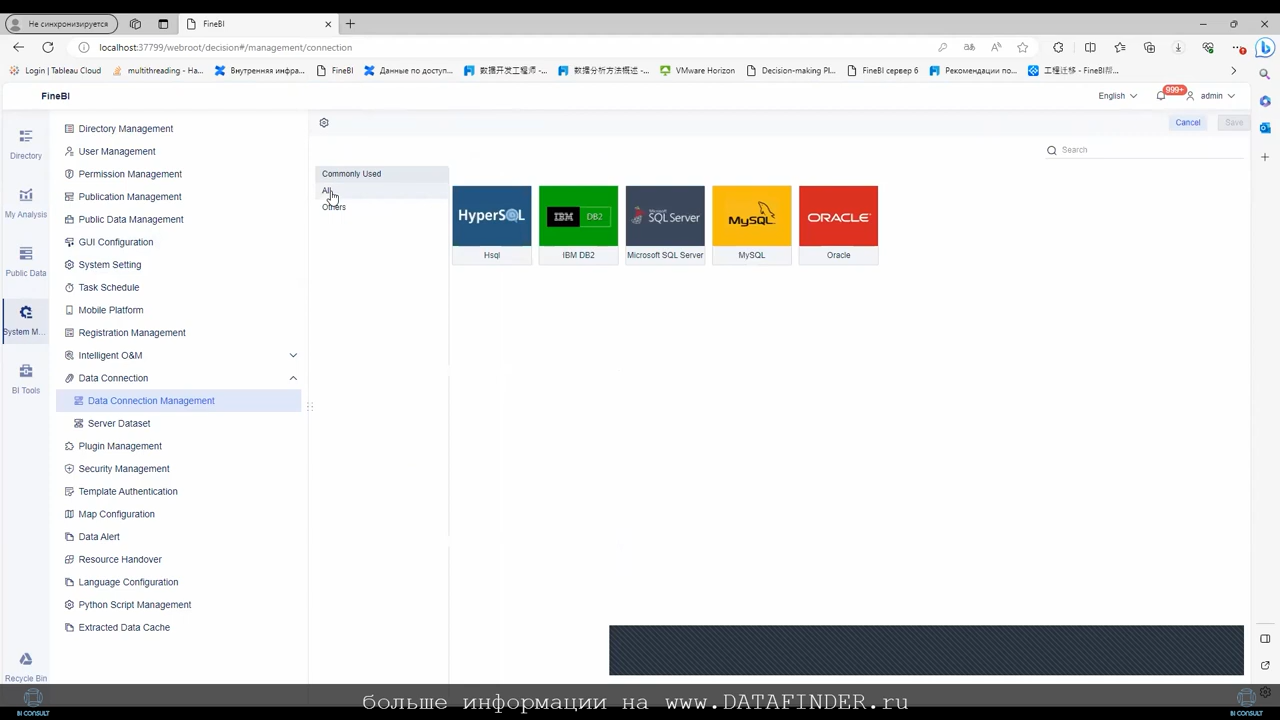 Не синхронизируется
FineBI
localhost:37799/webroot/decision#/management/connection
Login | Tableau Cloud
multithreading - Ha...
Внутренняя инфра...
FineBI
Данные по доступ...
数据开发工程师 -...
数据分析方法概述 -...
VMware Horizon
Decision-making Pl...
FineBI сервер 6
Рекомендации по...
工程迁移 - FineBI帮...
FineBI
English
999+
admin
Directory
My Analysis
Public Data
System M...
BI Tools
Recycle Bin
Directory Management
User Management
Permission Management
Publication Management
Public Data Management
GUI Configuration
System Setting
Task Schedule
Mobile Platform
Registration Management
Intelligent O&M
Data Connection
Data Connection Management
Server Dataset
Plugin Management
Security Management
Template Authentication
Map Configuration
Data Alert
Resource Handover
Language Configuration
Python Script Management
Extracted Data Cache
Cancel
Save
Search
Commonly Used
All
Others
HyperSQL
IBM DB2
Microsoft SQL Server
MySQL
ORACLE
Hsql
IBM DB2
Microsoft SQL Server
MySQL
Oracle
больше информации на www.DATAFINDER.ru
IN CONSULT
IN CONSULT